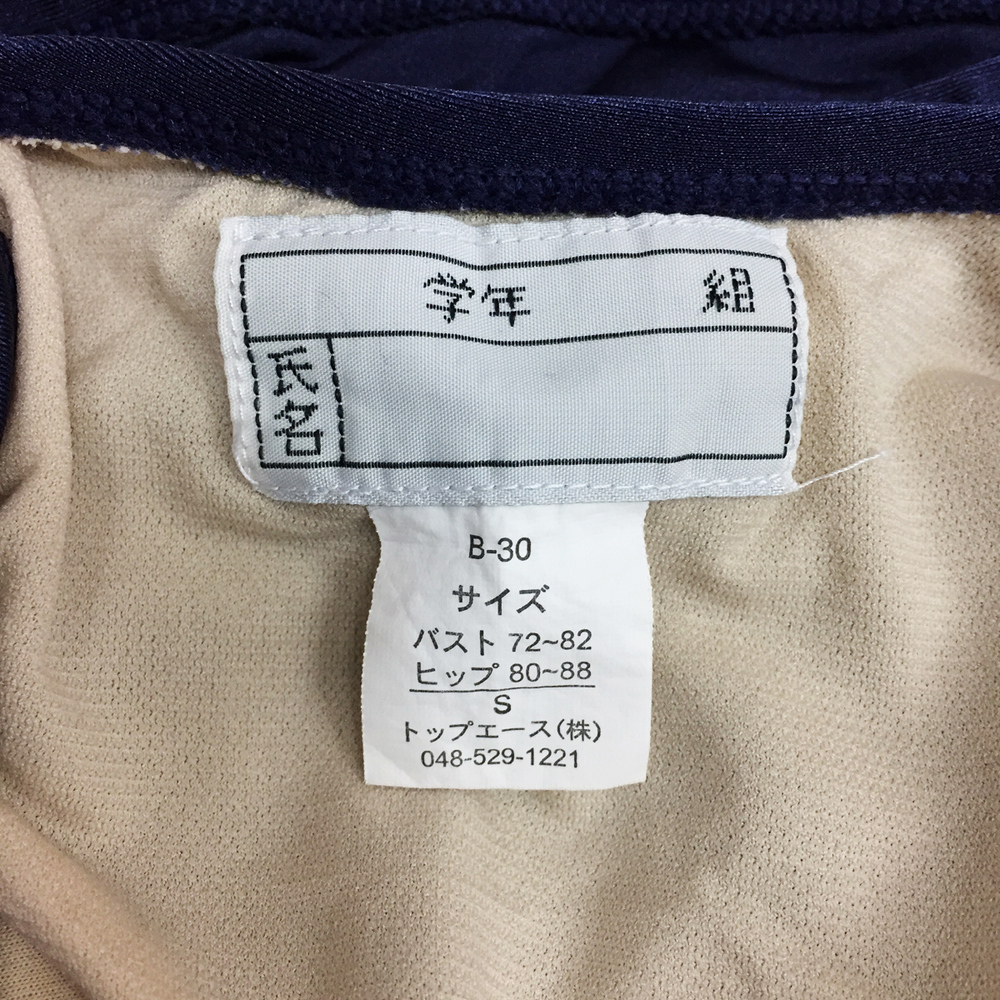 学年 組
氏名
B-30
サイズ
バスト 72~82
ヒップ 80~88
S
トップエース(株)
048-529-1221